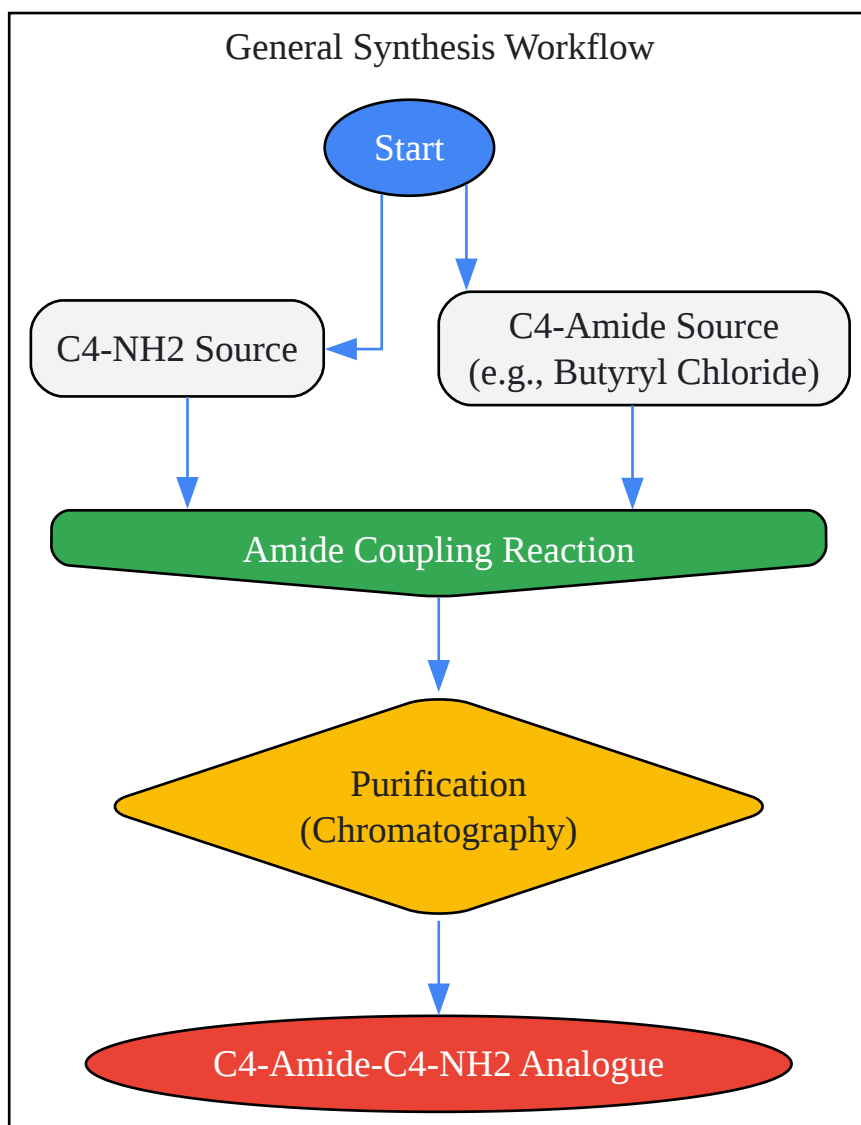 General Synthesis Workflow
Start
C4-NH2 Source
C4-Amide Source
(e.g., Butyryl Chloride)
Amide Coupling Reaction
Purification
(Chromatography)
C4-Amide-C4-NH2 Analogue